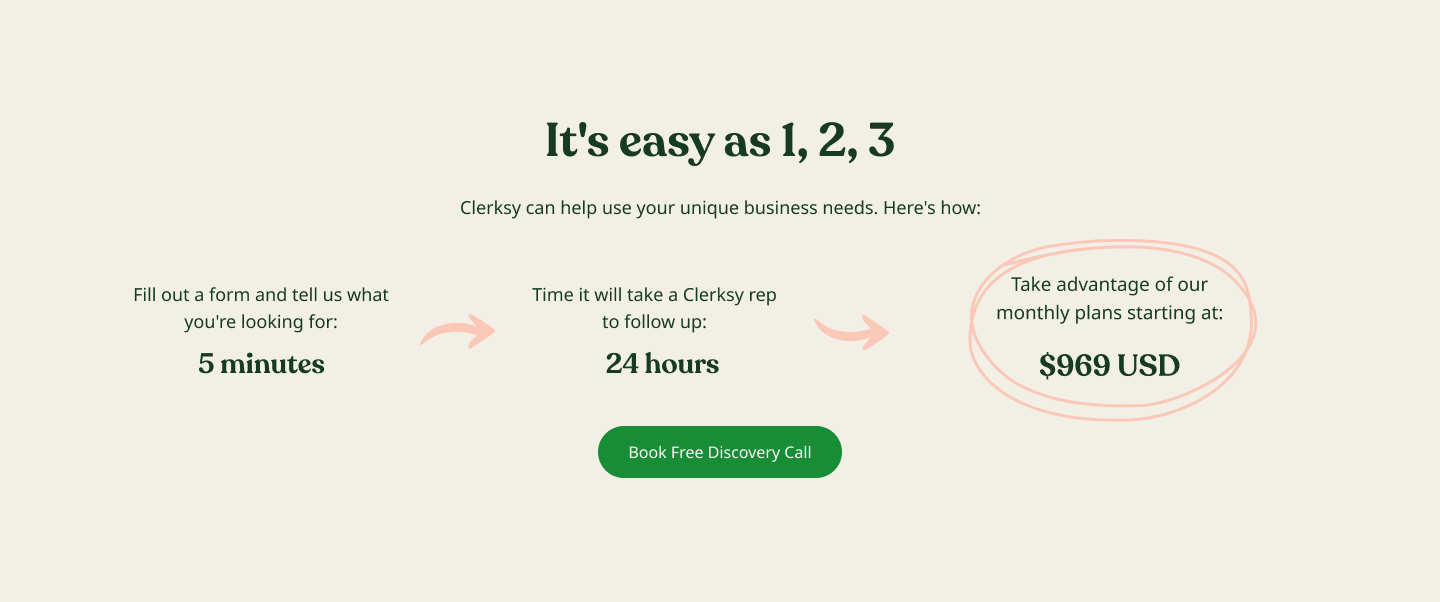 It's easy as 1, 2, 3
Clerksy can help use your unique business needs. Here's how:
Fill out a form and tell us what
you're looking for:
5 minutes
Time it will take a Clerksy rep
to follow up:
24 hours
Take advantage of our
monthly plans starting at:
$969 USD
Book Free Discovery Call